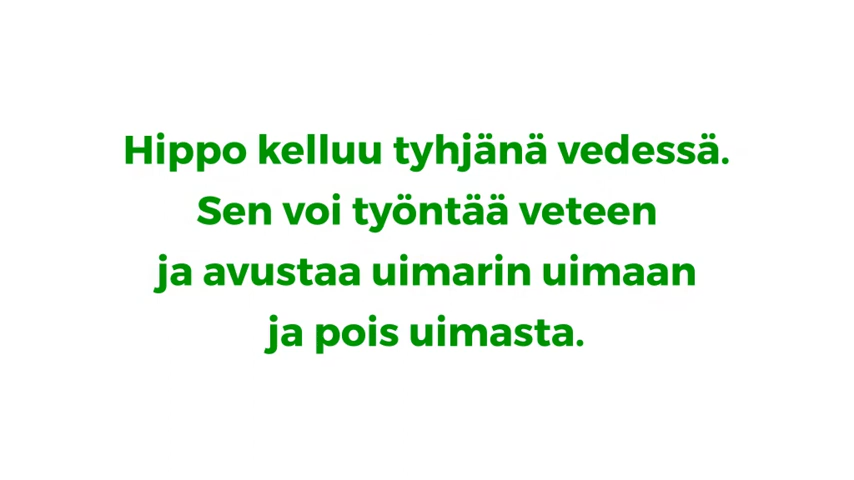 Hippo kelluu tyhjänä vedessä.
Sen voi työntää veteen
ja avustaa uimarin uimaan
ja pois uimasta.